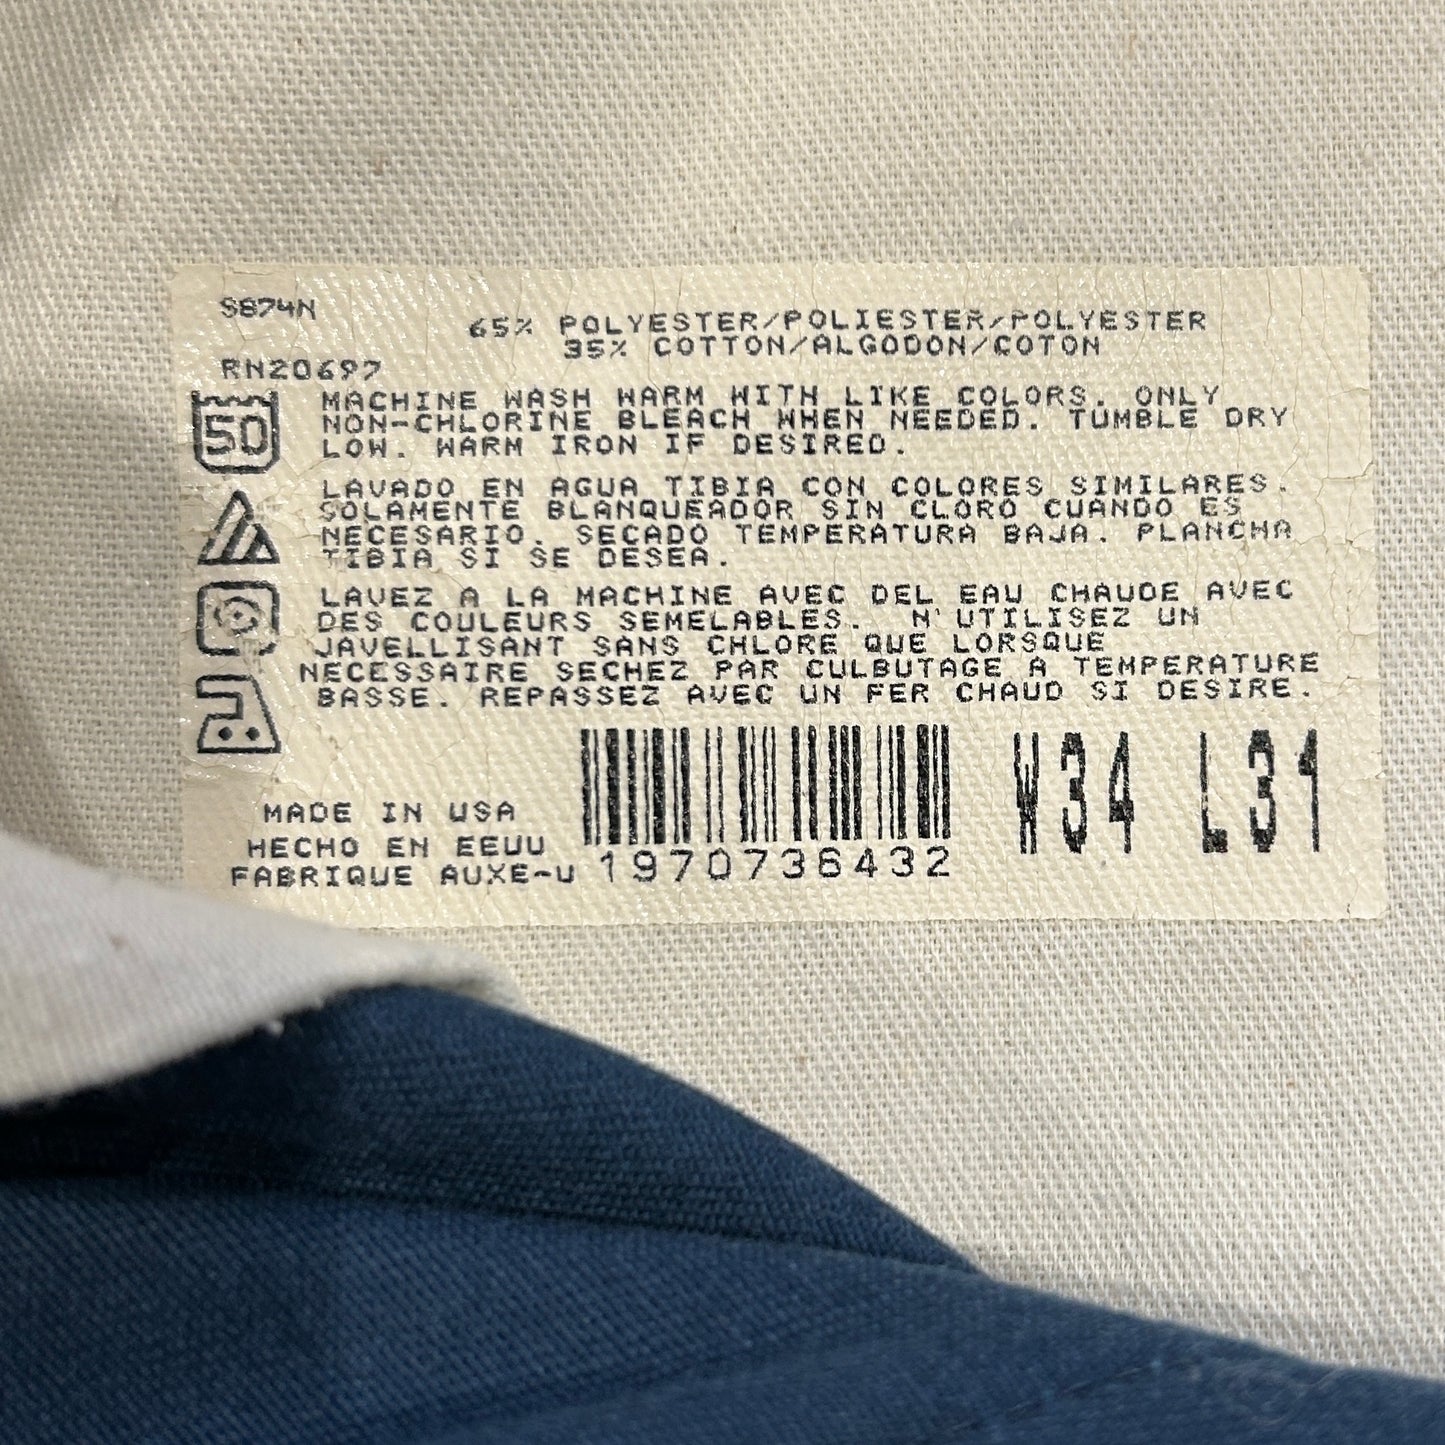 S874N
65% POLYESTER/POLIESTER/POLYESTER
35% COTTON/ALGODON/COTON
RN20697
50
MACHINE WASH WARM WITH LIKE COLORS. ONLY
NON-CHLORINE BLEACH WHEN NEEDED. TUMBLE DRY
LOW. WARM IRON IF DESIRED.
LAVADO EN AGUA TIBIA CON COLORES SIMILARES.
SOLAMENTE BLANQUEADOR SIN CLORO CUANDO ES
NECESARIO. SECADO TEMPERATURA BAJA. PLANCHA
TIBIA SI SE DESEA.
LAVEZ A LA MACHINE AVEC DEL EAU CHAUDE AVEC
DES COULEURS SEMELABLES. N'UTILISEZ UN
JAVELLISANT SANS CHLORE QUE LORSQUE
NECESSAIRE SECHEZ PAR CULBUTAGE A TEMPERATURE
BASSE. REPASSEZ AVEC UN FER CHAUD SI DESIRE.
W34 L31
MADE IN USA
HECHO EN EEUU
FABRIQUE AUXE-U
1970736432